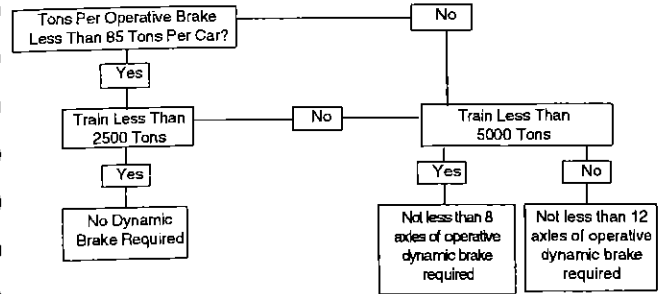 Tons Per Operative Brake
Less Than 85 Tons Per Car?
No
Yes
Train Less Than
2500 Tons
No
Train Less Than
5000 Tons
Yes
Yes
No
No Dynamic
Brake Required
Not less than 8
axles of operative
dynamic brake
required
Not less than 12
axles of operative
dynamic brake
required